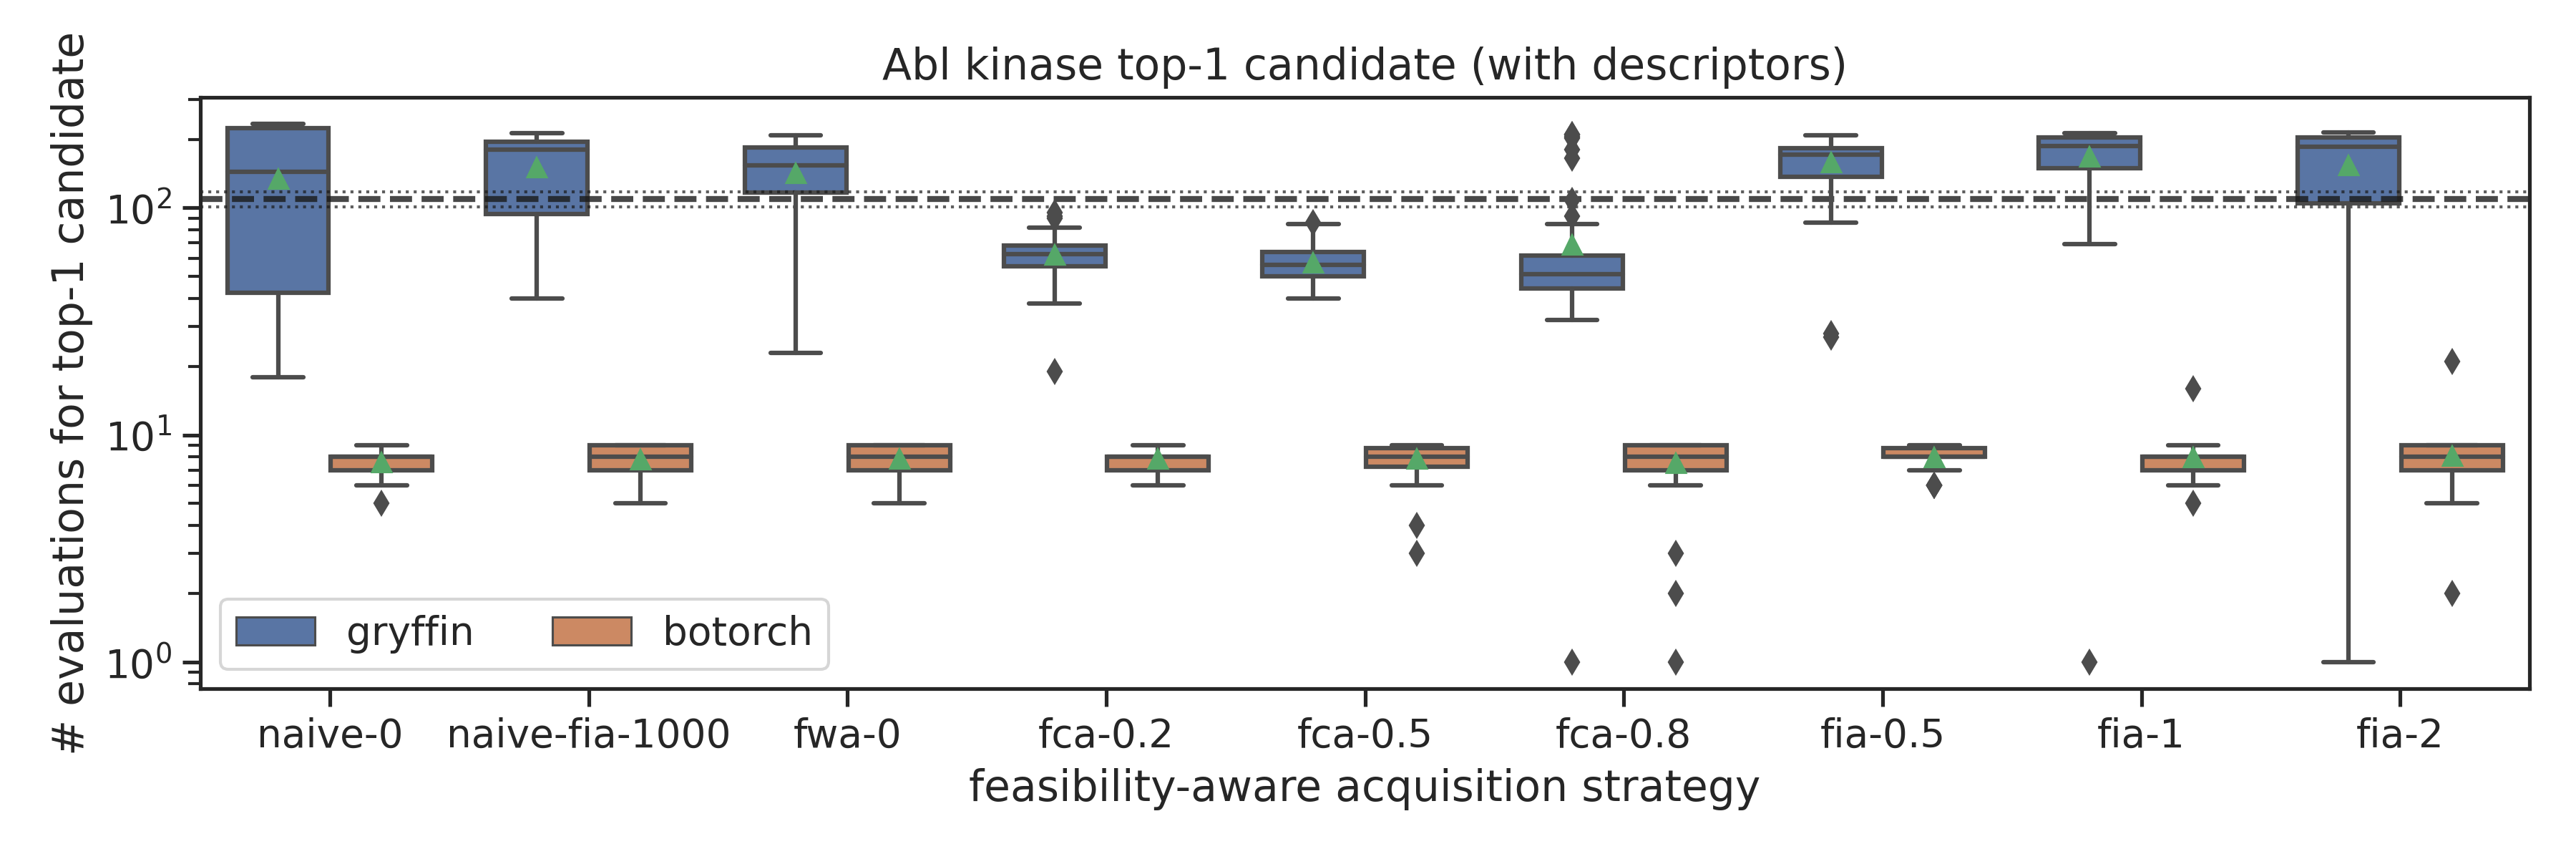 Abl kinase top-1 candidate (with descriptors)
# evaluations for top-1 candidate
10²
10¹
10⁰
gryffin botorch
naive-0 naive-fia-1000 fwa-0 fca-0.2 fca-0.5 fca-0.8 fia-0.5 fia-1 fia-2
feasibility-aware acquisition strategy